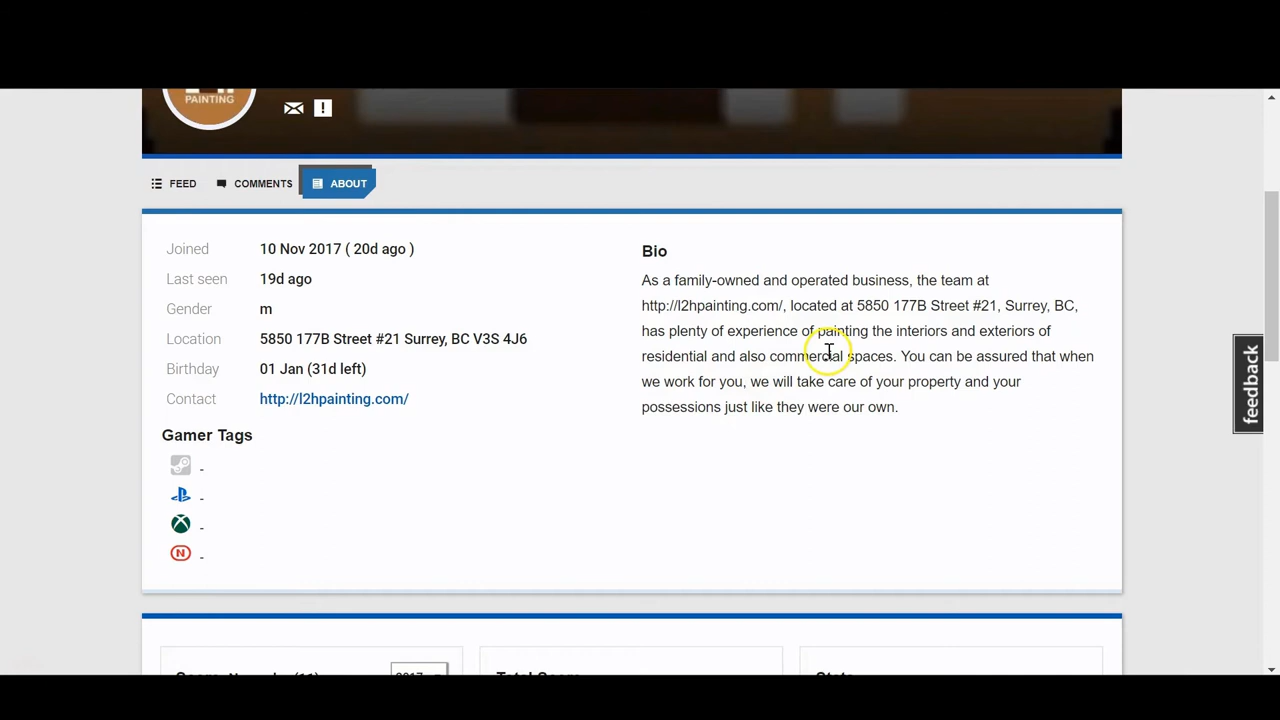 PAINTING
!
FEED COMMENTS ABOUT
Joined 10 Nov 2017 ( 20d ago )
Last seen 19d ago
Gender m
Location 5850 177B Street #21 Surrey, BC V3S 4J6
Birthday 01 Jan (31d left)
Contact http://l2hpainting.com/
Gamer Tags
-
-
-
N -
Bio
As a family-owned and operated business, the team at
http://l2hpainting.com/, located at 5850 177B Street #21, Surrey, BC,
has plenty of experience of painting the interiors and exteriors of
residential and also commercial spaces. You can be assured that when
we work for you, we will take care of your property and your
possessions just like they were our own.
feedback